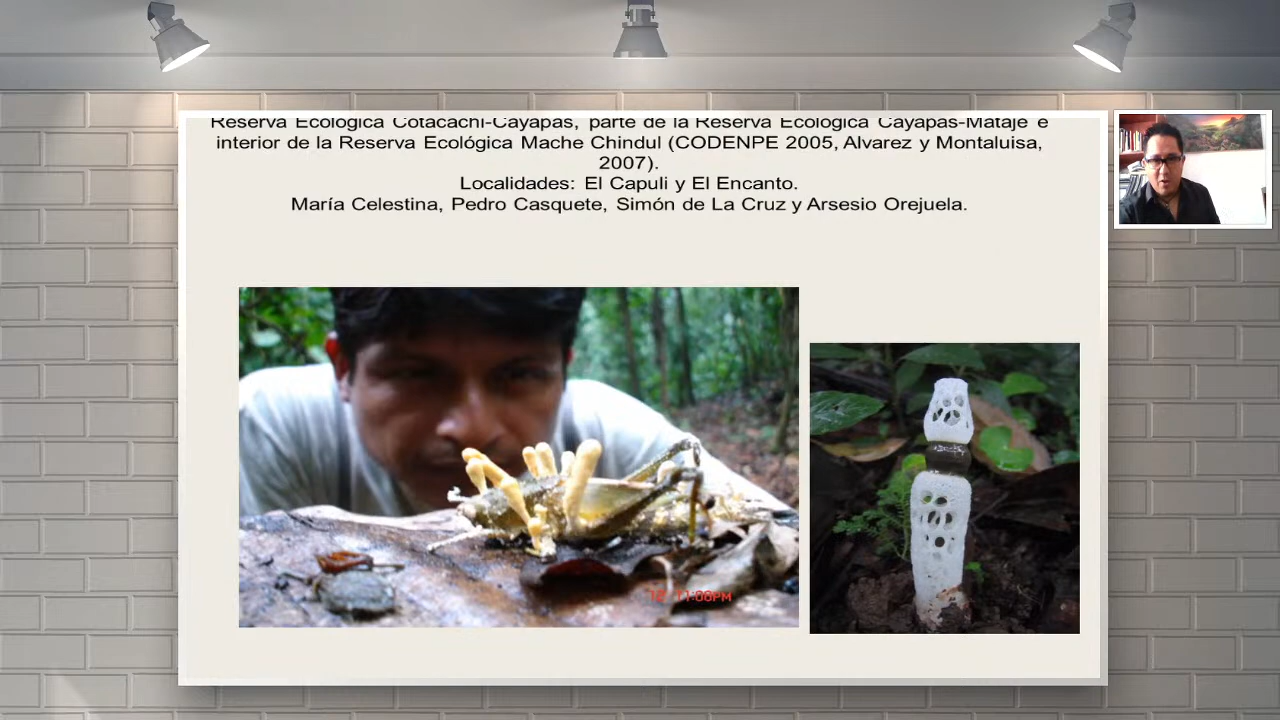 Reserva Ecológica Cotacachi-Cayapas, parte de la Reserva Ecológica Cayapas-Mataje e
interior de la Reserva Ecológica Mache Chindul (CODENPE 2005, Alvarez y Montaluisa,
2007).
Localidades: El Capuli y El Encanto.
María Celestina, Pedro Casquete, Simón de La Cruz y Arsesio Orejuela.